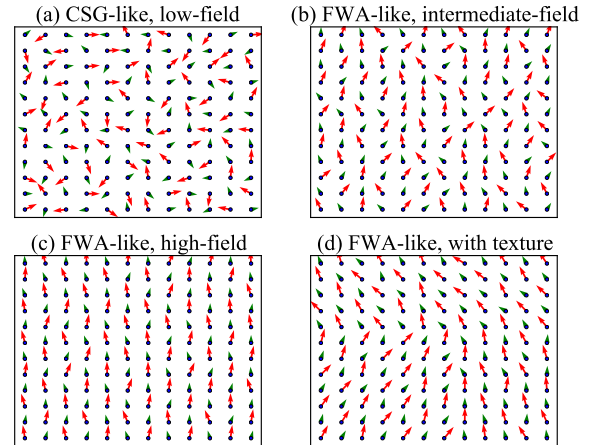 (a) CSG-like, low-field
(b) FWA-like, intermediate-field
(c) FWA-like, high-field
(d) FWA-like, with texture